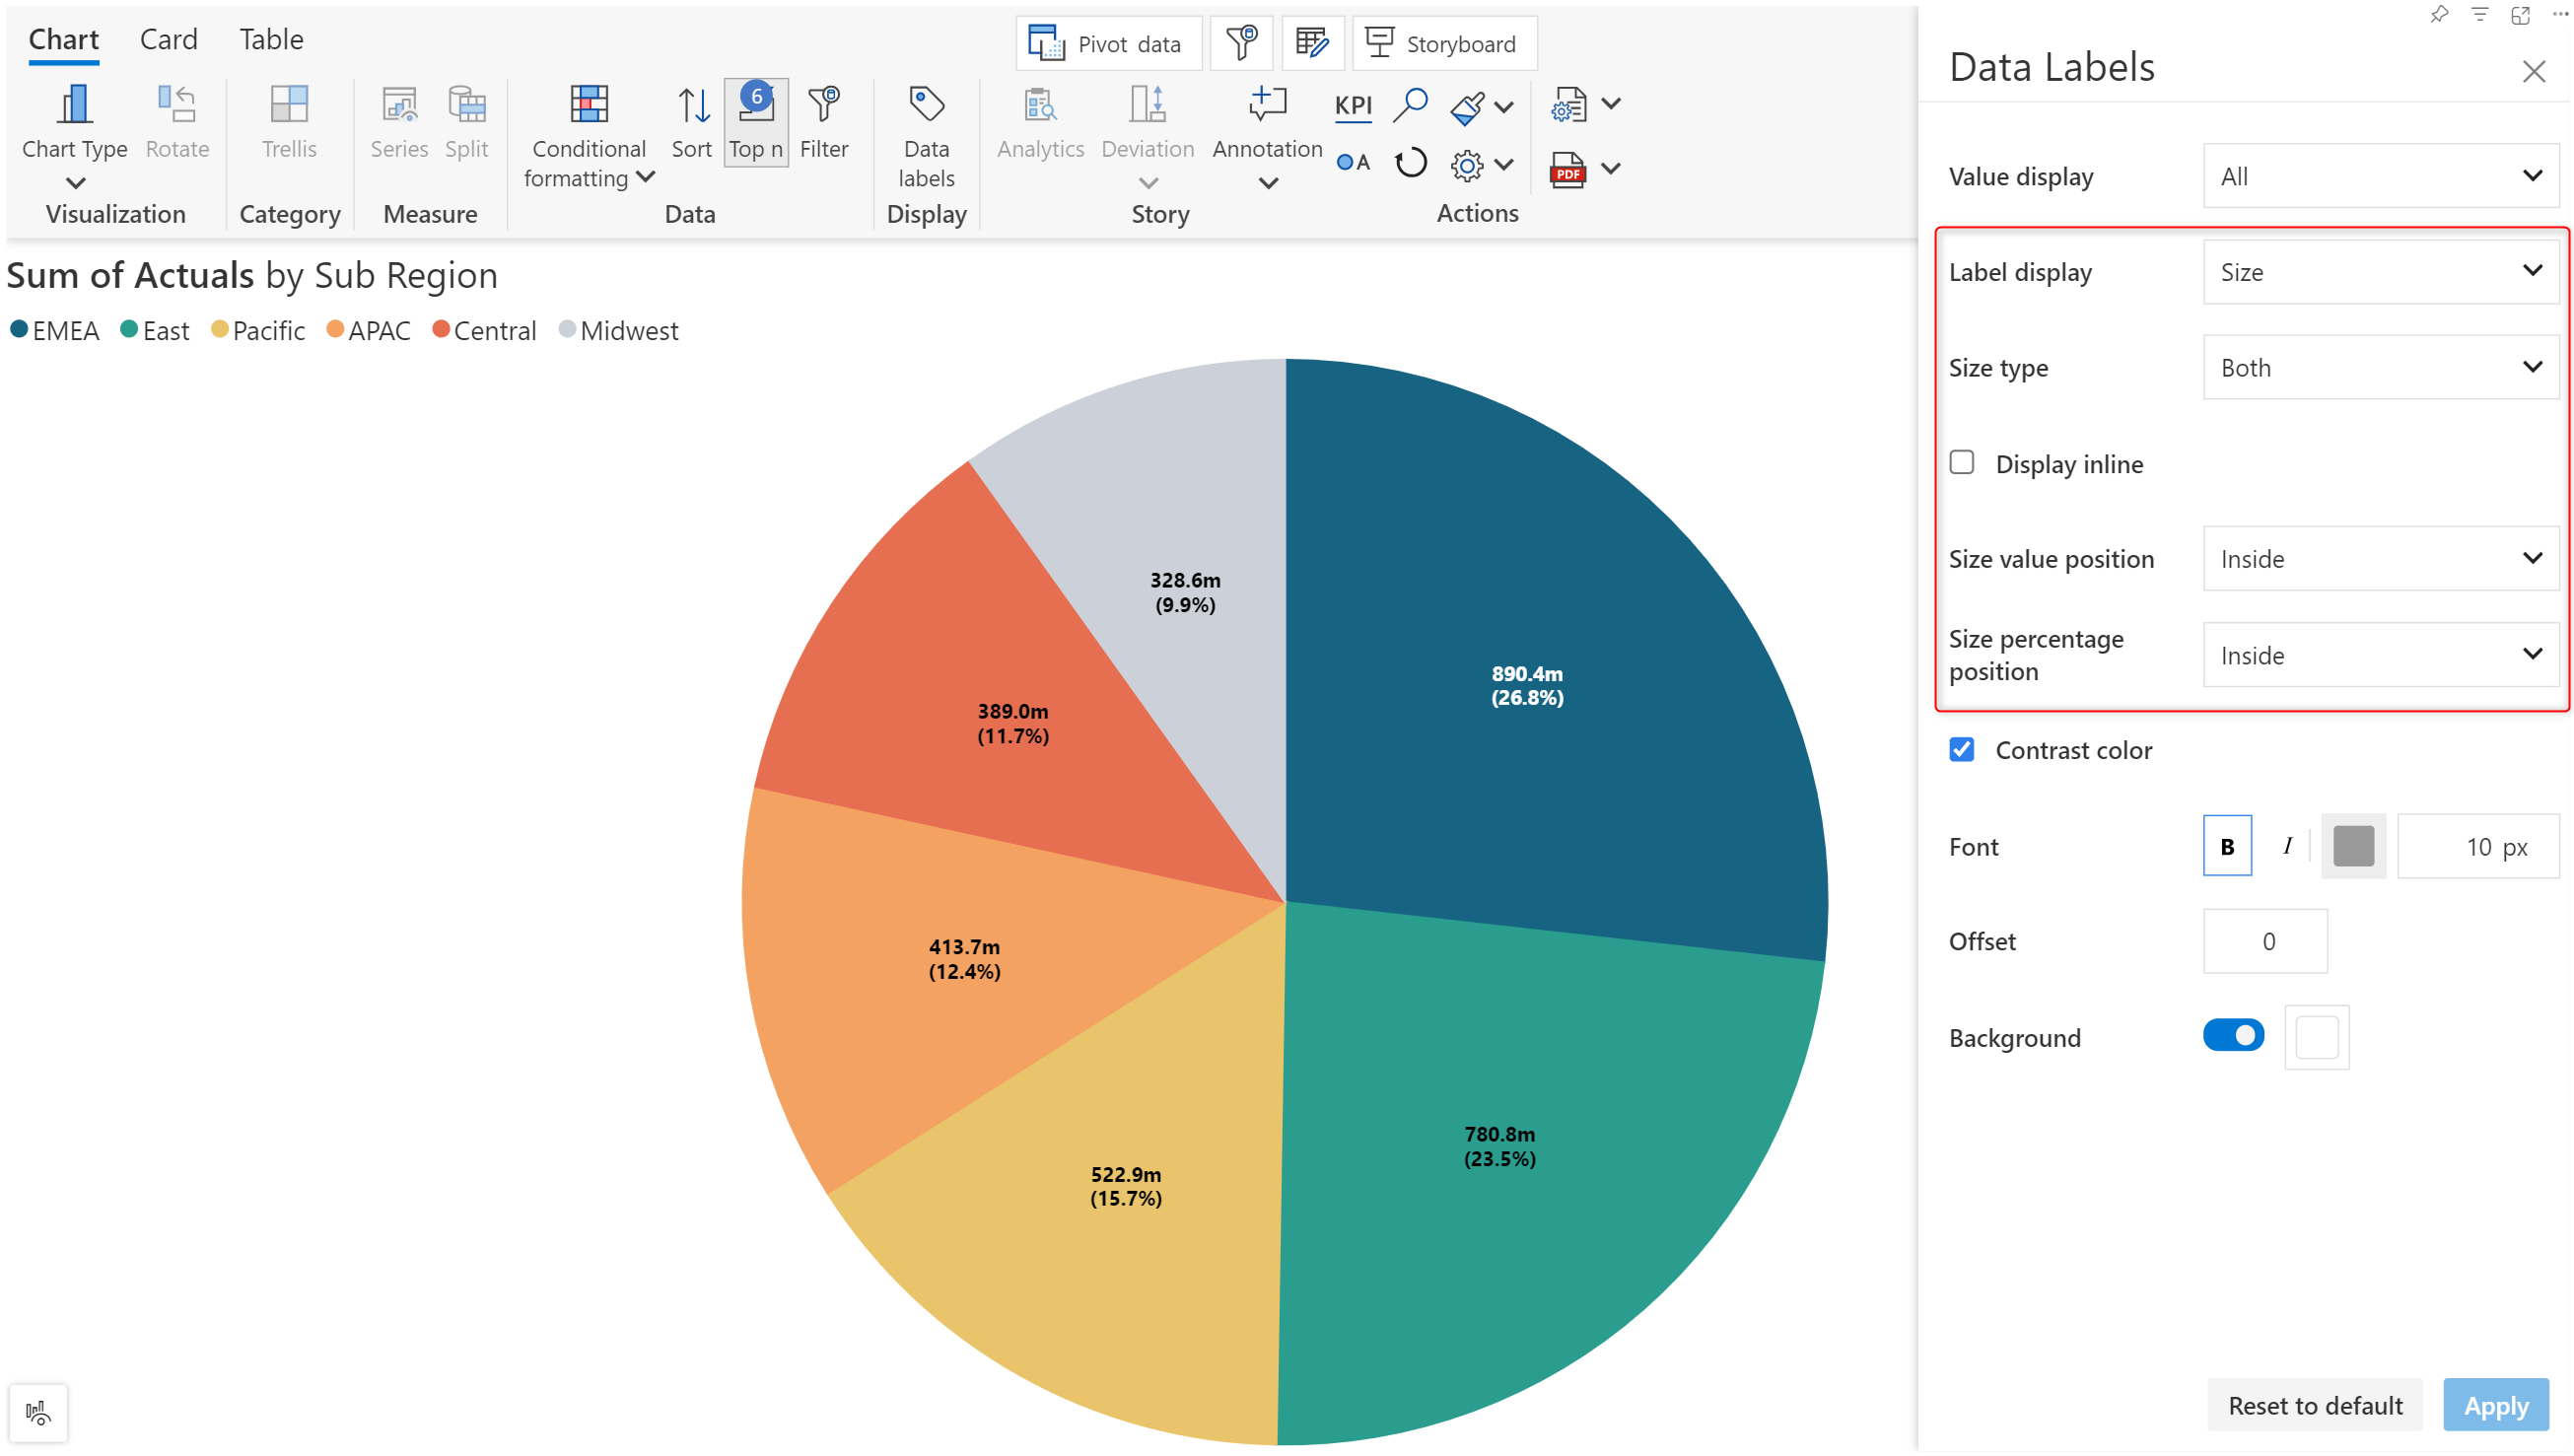 Chart Card Table
Pivot data Storyboard
Chart Type Rotate
Visualization
Trellis
Category
Series Split
Measure
Conditional formatting Sort 6 Top n Filter
Data
Data labels
Display
Analytics Deviation Annotation
Story
KPI
A
PDF
Actions
Sum of Actuals by Sub Region
EMEA East Pacific APAC Central Midwest
328.6m
(9.9%)
890.4m
(26.8%)
389.0m
(11.7%)
413.7m
(12.4%)
780.8m
(23.5%)
522.9m
(15.7%)
Data Labels
Value display All
Label display Size
Size type Both
Display inline
Size value position Inside
Size percentage
position
Inside
Contrast color
Font B I 10 px
Offset 0
Background
Reset to default Apply